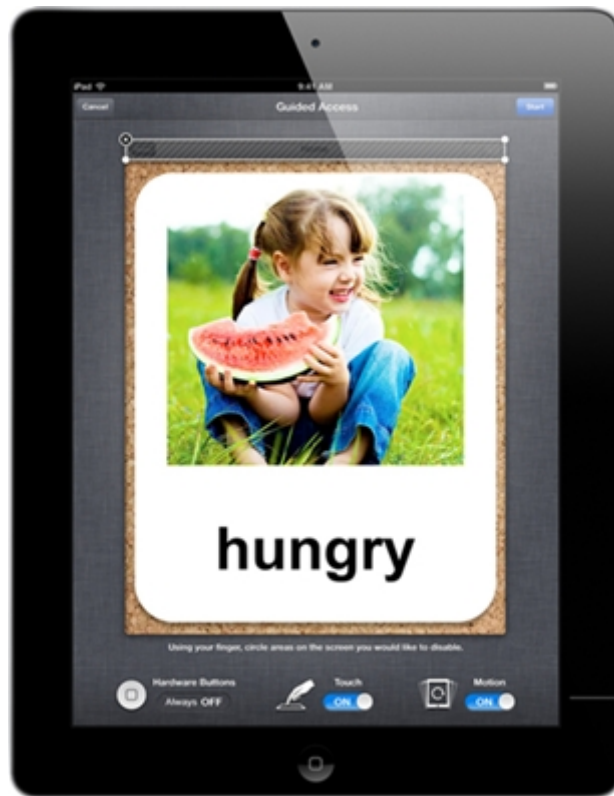 iPad 9:41 AM
Cancel Guided Access Start
hungry
Using your finger, circle areas on the screen you would like to disable.
Hardware Buttons Touch Motion
Always OFF ON ON